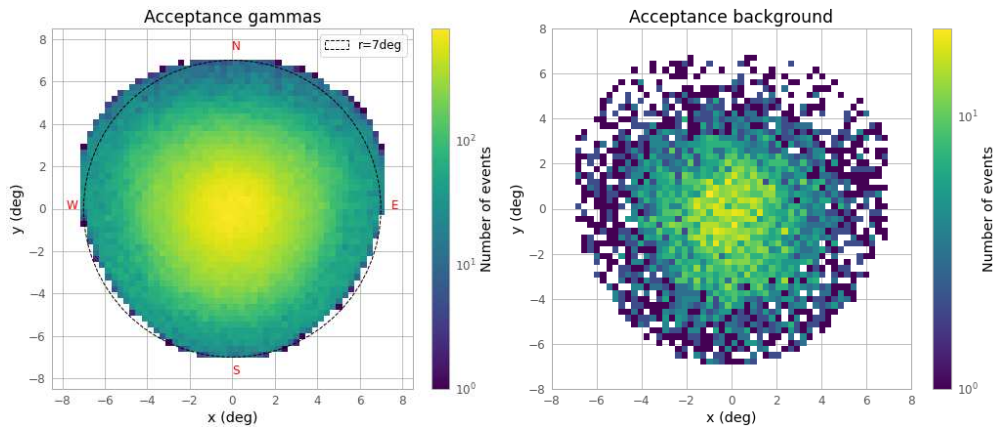 Acceptance gammas
8
6
4
2
0
−2
−4
−6
−8
y (deg)
N
W
E
S
r=7deg
−8 −6 −4 −2 0 2 4 6 8
x (deg)
10²
10¹
10⁰
Number of events
Acceptance background
8
6
4
2
0
−2
−4
−6
−8
y (deg)
−8 −6 −4 −2 0 2 4 6 8
x (deg)
10¹
10⁰
Number of events